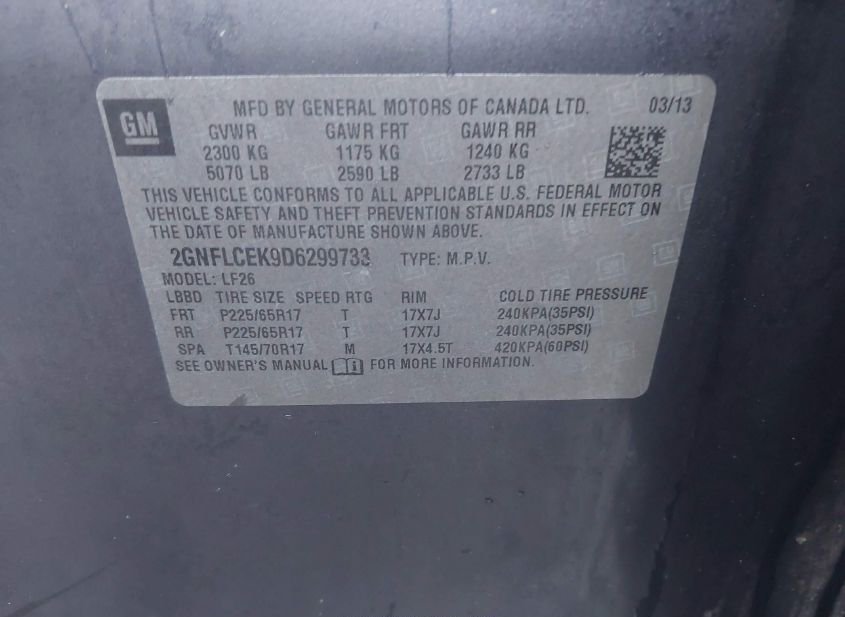 GM MFD BY GENERAL MOTORS OF CANADA LTD. 03/13
GVWR GAWR FRT GAWR RR
2300 KG 1175 KG 1240 KG
5070 LB 2590 LB 2733 LB
THIS VEHICLE CONFORMS TO ALL APPLICABLE U.S. FEDERAL MOTOR
VEHICLE SAFETY AND THEFT PREVENTION STANDARDS IN EFFECT ON
THE DATE OF MANUFACTURE SHOWN ABOVE.
2GNFLCEK9D6299733 TYPE: M.P.V.
MODEL: LF26
LBBD TIRE SIZE SPEED RTG RIM COLD TIRE PRESSURE
FRT P225/65R17 T 17X7J 240KPA(35PSI)
RR P225/65R17 T 17X7J 240KPA(35PSI)
SPA T145/70R17 M 17X4.5T 420KPA(60PSI)
SEE OWNER'S MANUAL FOR MORE INFORMATION.